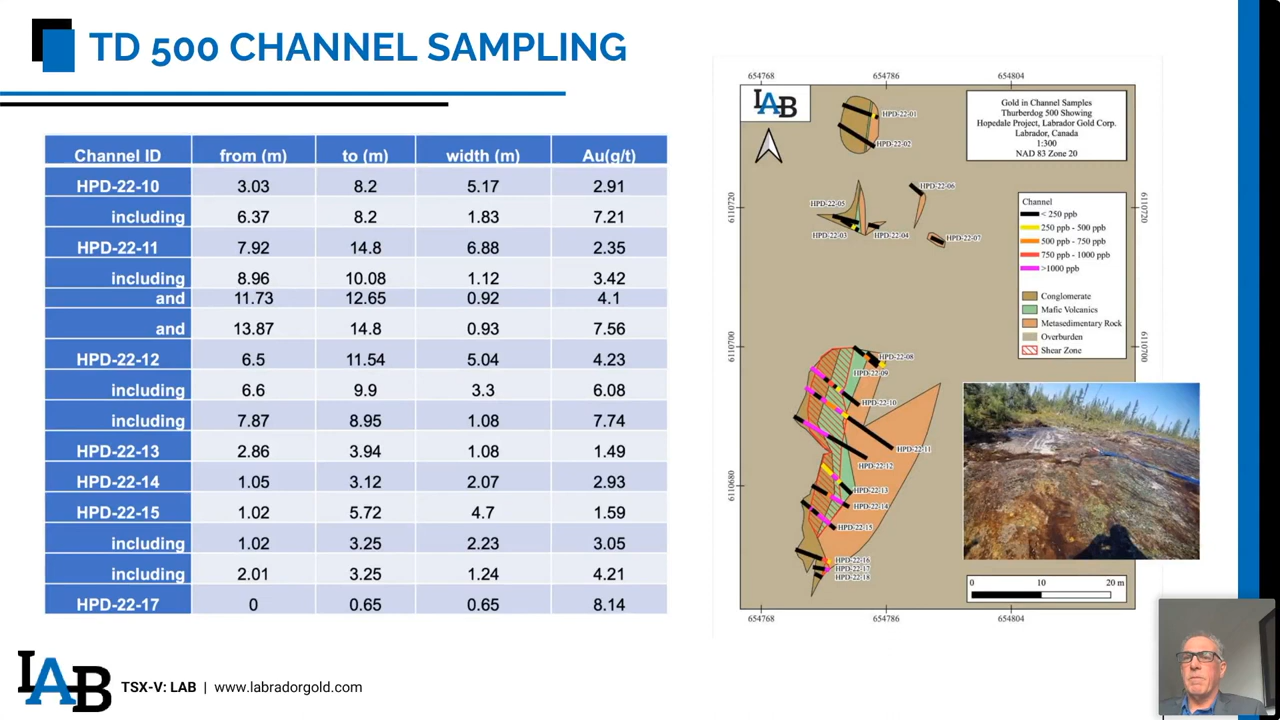 TD 500 CHANNEL SAMPLING
Channel ID from (m) to (m) width (m) Au(g/t)
HPD-22-10 3.03 8.2 5.17 2.91
including 6.37 8.2 1.83 7.21
HPD-22-11 7.92 14.8 6.88 2.35
including 8.96 10.08 1.12 3.42
and 11.73 12.65 0.92 4.1
and 13.87 14.8 0.93 7.56
HPD-22-12 6.5 11.54 5.04 4.23
including 6.6 9.9 3.3 6.08
including 7.87 8.95 1.08 7.74
HPD-22-13 2.86 3.94 1.08 1.49
HPD-22-14 1.05 3.12 2.07 2.93
HPD-22-15 1.02 5.72 4.7 1.59
including 1.02 3.25 2.23 3.05
including 2.01 3.25 1.24 4.21
HPD-22-17 0 0.65 0.65 8.14
654768 654786 654804
LAB
Gold in Channel Samples
Thurberdog 500 Showing
Hopedale Project, Labrador Gold Corp.
Labrador, Canada
1:300
NAD 83 Zone 20
HPD-22-01
HPD-22-02
HPD-22-06
HPD-22-05
HPD-22-03
HPD-22-04
HPD-22-07
6110720
6110720
Channel
< 250 ppb
250 ppb - 500 ppb
500 ppb - 750 ppb
750 ppb - 1000 ppb
>1000 ppb
Conglomerate
Mafic Volcanics
Metasedimentary Rock
Overburden
Shear Zone
6110700
6110700
HPD-22-08
HPD-22-09
HPD-22-10
HPD-22-11
HPD-22-12
6110680
HPD-22-13
HPD-22-14
HPD-22-15
HPD-22-16
HPD-22-17
HPD-22-18
0 10 20 m
654768 654786 654804
LAB
TSX-V: LAB | www.labradorgold.com